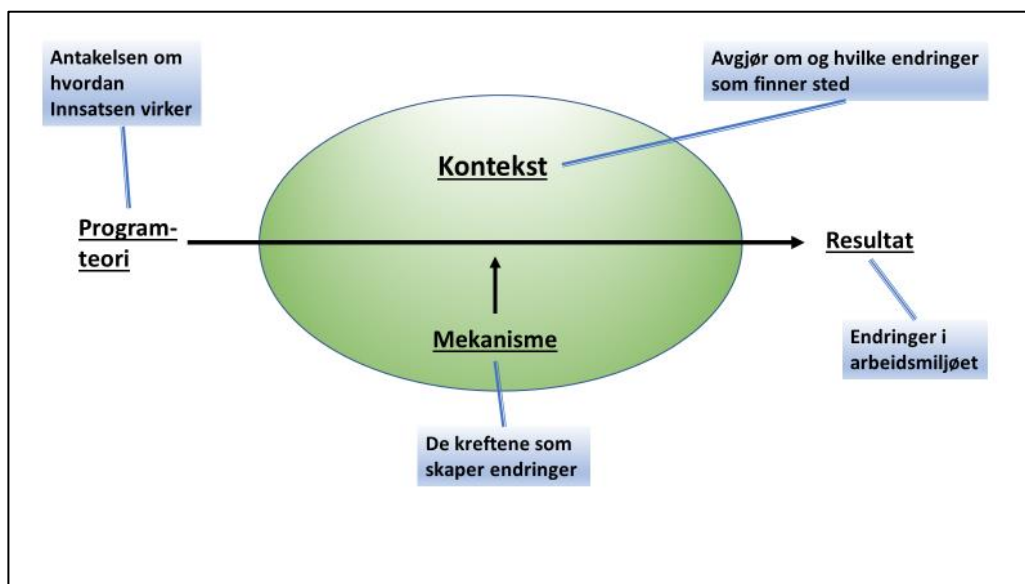 Antakelsen om
hvordan
Innsatsen virker
Avgjør om og hvilke endringer
som finner sted
Kontekst
Program-
teori
Resultat
Mekanisme
Endringer i
arbeidsmiljøet
De kreftene som
skaper endringer